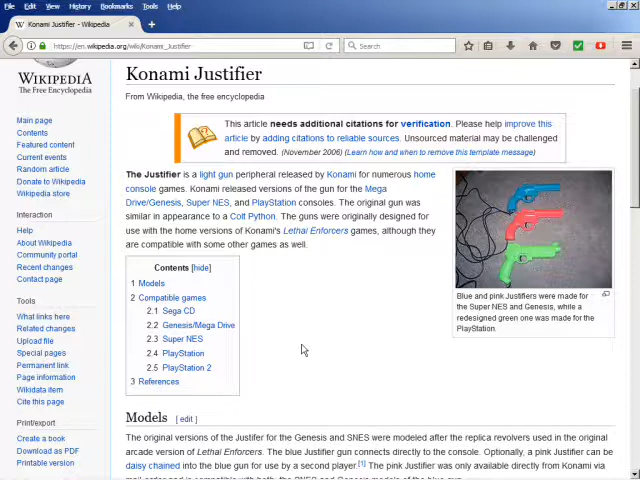 File Edit View History Bookmarks Tools Help
Konami Justifier - Wikipedia
https://en.wikipedia.org/wiki/Konami_Justifier
Search
WIKIPEDIA
The Free Encyclopedia
Main page
Contents
Featured content
Current events
Random article
Donate to Wikipedia
Wikipedia store
Interaction
Help
About Wikipedia
Community portal
Recent changes
Contact page
Tools
What links here
Related changes
Upload file
Special pages
Permanent link
Page information
Wikidata item
Cite this page
Print/export
Create a book
Download as PDF
Printable version
Konami Justifier
From Wikipedia, the free encyclopedia
This article needs additional citations for verification. Please help improve this
article by adding citations to reliable sources. Unsourced material may be challenged
and removed. (November 2006) (Learn how and when to remove this template message)
The Justifier is a light gun peripheral released by Konami for numerous home
console games. Konami released versions of the gun for the Mega
Drive/Genesis, Super NES, and PlayStation consoles. The original gun was
similar in appearance to a Colt Python. The guns were originally designed for
use with the home versions of Konami's Lethal Enforcers games, although they
are compatible with some other games as well.
Blue and pink Justifiers were made for
the Super NES and Genesis, while a
redesigned green one was made for the
PlayStation.
Contents [hide]
1 Models
2 Compatible games
2.1 Sega CD
2.2 Genesis/Mega Drive
2.3 Super NES
2.4 PlayStation
2.5 PlayStation 2
3 References
Models [ edit ]
The original versions of the Justifer for the Genesis and SNES were modeled after the replica revolvers used in the original
arcade version of Lethal Enforcers. The blue Justifier gun connects directly to the console. Optionally, a pink Justifier can be
daisy chained into the blue gun for use by a second player.[1] The pink Justifier was only available directly from Konami via